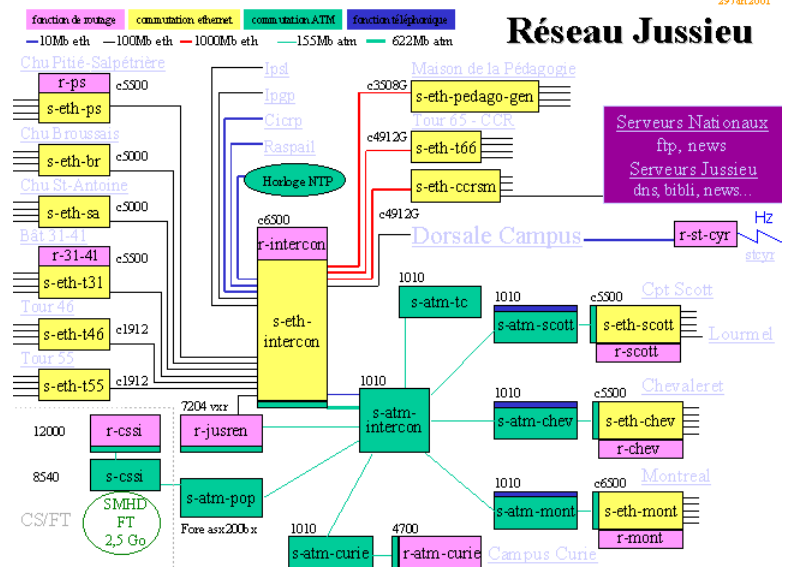 29 Jan 2001
fonction de routage
commutation ethernet
commutation ATM
fonction téléphonique
10Mb eth
100Mb eth
1000Mb eth
155Mb atm
622Mb atm
Réseau Jussieu
Chu Pitié-Salpétrière
r-ps
c5500
s-eth-ps
Chu Broussais
s-eth-br
c5000
Chu St-Antoine
s-eth-sa
c5000
Bât 31-41
r-31-41
c5500
s-eth-t31
Tour 46
s-eth-t46
c1912
Tour 55
s-eth-t55
c1912
Ipsl
Ipgp
Cicrp
Raspail
Horloge NTP
c6500
r-intercon
s-eth-
intercon
Maison de la Pédagogie
c3508G
s-eth-pedago-gen
Tour 65 - CCR
c4912G
s-eth-t66
s-eth-ccrsm
c4912G
Serveurs Nationaux
ftp, news
Serveurs Jussieu
dns, bibli, news...
Dorsale Campus
r-st-cyr
Hz
stcyr
1010
s-atm-tc
1010
s-atm-scott
c5500
Cpt Scott
s-eth-scott
r-scott
Lourmel
1010
s-atm-
intercon
1010
s-atm-chev
c5500
Chevaleret
s-eth-chev
r-chev
1010
s-atm-mont
c6500
Montreal
s-eth-mont
r-mont
7204 vxr
r-jusren
12000
r-cssi
8540
s-cssi
CS/FT
SMHD
FT
2,5 Go
s-atm-pop
Fore asx200bx
1010
s-atm-curie
4700
r-atm-curie
Campus Curie